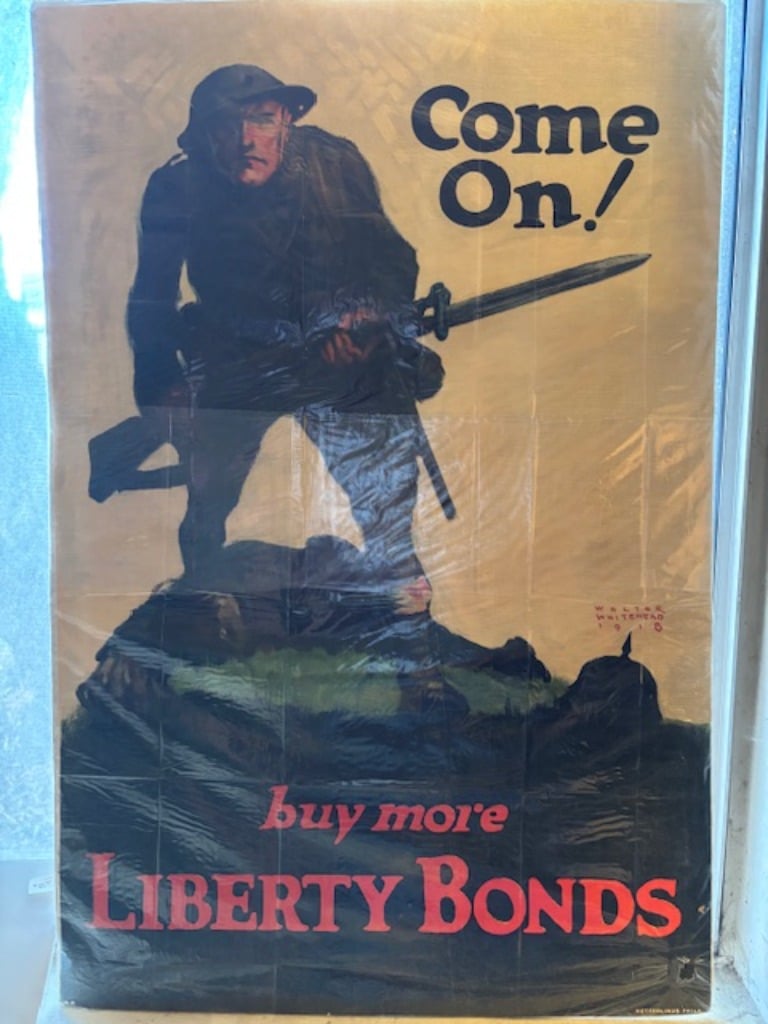 Come
On!
WALTER
WHITEHEAD
1918
buy more
LIBERTY BONDS